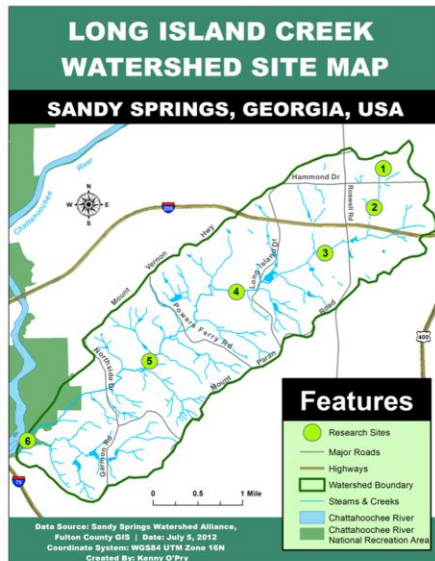 LONG ISLAND CREEK
WATERSHED SITE MAP
SANDY SPRINGS, GEORGIA, USA
Chattahoochee
River
N
W
E
S
285
Hammond Dr
Roswell Rd
1
2
3
4
5
6
Mount Vernon Hwy
Long Island Dr
Powers Ferry Rd
Mount Paran Road
Northside Dr
Garmon Rd
400
75
0 0.5 1 Mile
Features
Research Sites
Major Roads
Highways
Watershed Boundary
Steams & Creeks
Chattahoochee River
Chattahoochee River
National Recreation Area
Data Source: Sandy Springs Watershed Alliance,
Fulton County GIS | Date: July 5, 2012
Coordinate System: WGS84 UTM Zone 16N
Created By: Kenny O'Pry